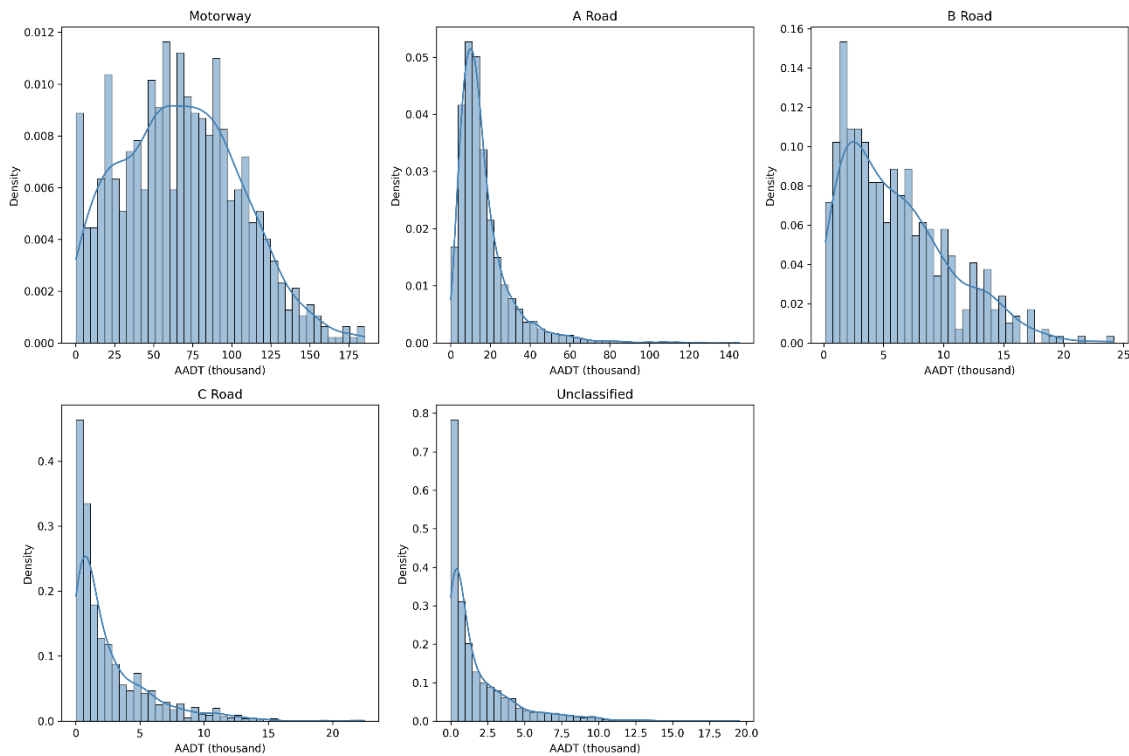 Motorway
0.012
0.010
0.008
0.006
0.004
0.002
0.000
Density
0 25 50 75 100 125 150 175
AADT (thousand)
A Road
0.05
0.04
0.03
0.02
0.01
0.00
Density
0 20 40 60 80 100 120 140
AADT (thousand)
B Road
0.16
0.14
0.12
0.10
0.08
0.06
0.04
0.02
0.00
Density
0 5 10 15 20 25
AADT (thousand)
C Road
0.4
0.3
0.2
0.1
0.0
Density
0 5 10 15 20
AADT (thousand)
Unclassified
0.8
0.7
0.6
0.5
0.4
0.3
0.2
0.1
0.0
Density
0.0 2.5 5.0 7.5 10.0 12.5 15.0 17.5 20.0
AADT (thousand)